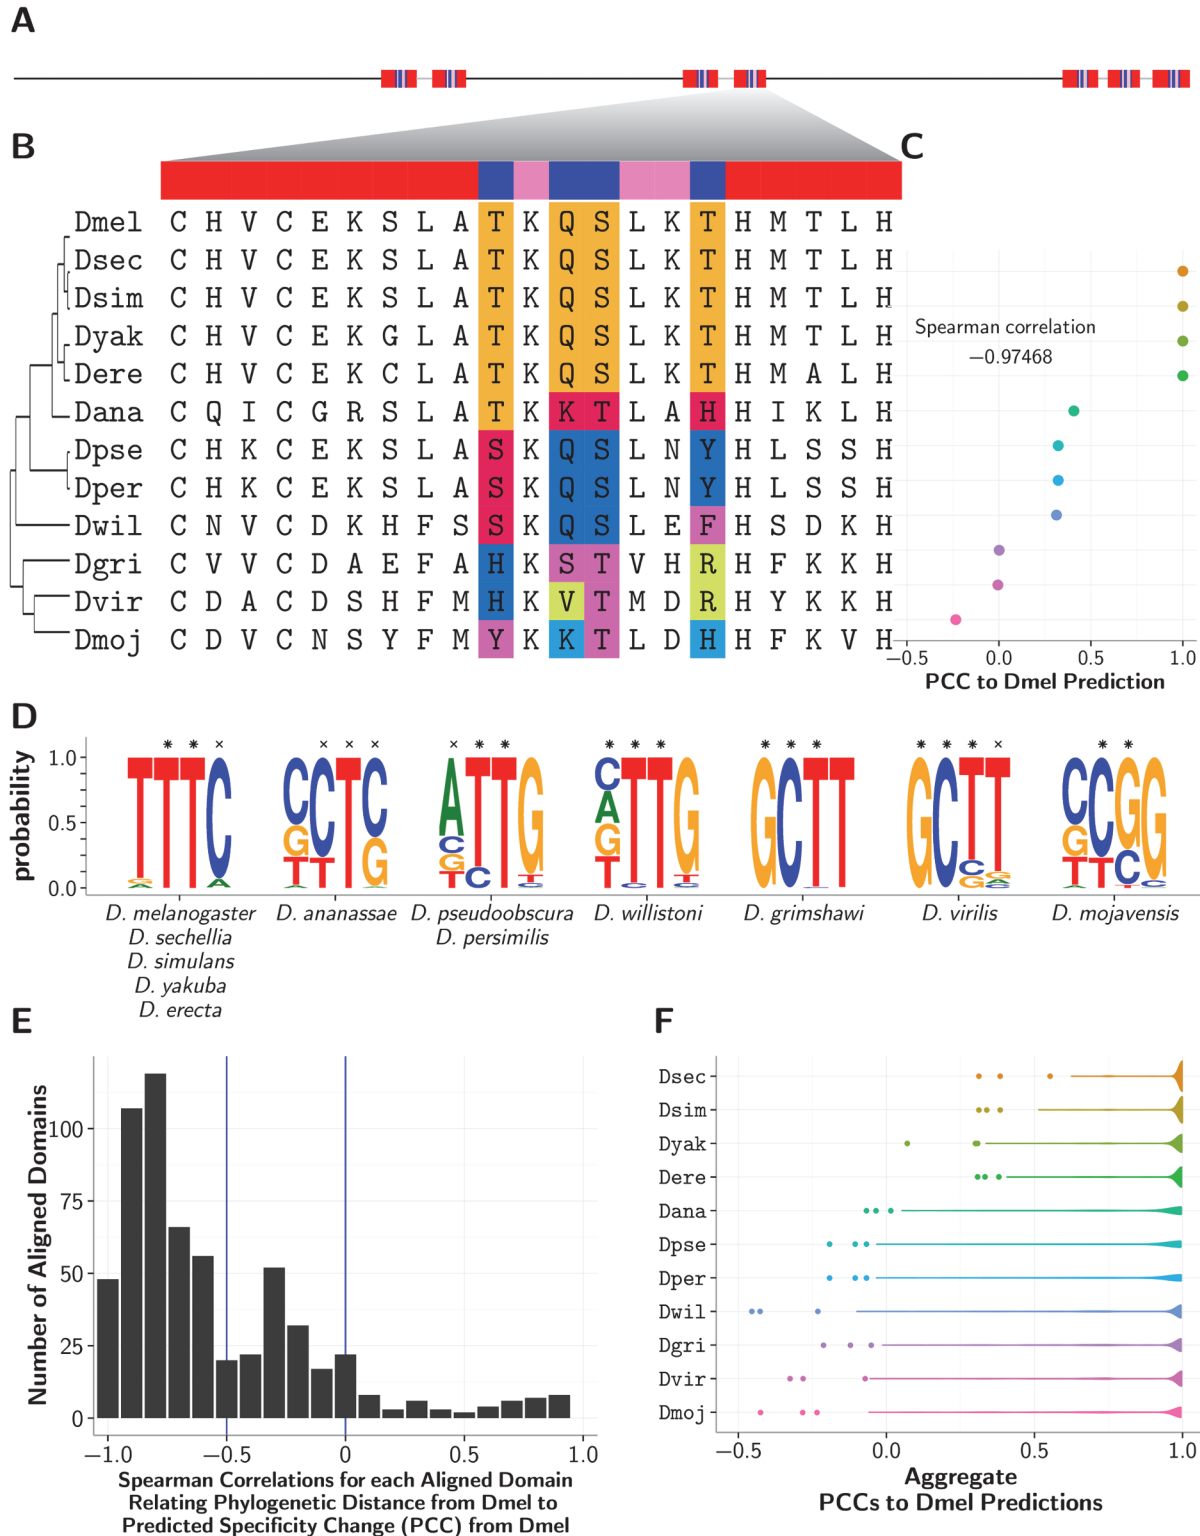 A
B
C
Dmel C H V C E K S L A T K Q S L K T H M T L H
Dsec C H V C E K S L A T K Q S L K T H M T L H
Dsim C H V C E K S L A T K Q S L K T H M T L H
Dyak C H V C E K G L A T K Q S L K T H M T L H
Dere C H V C E K C L A T K Q S L K T H M A L H
Dana C Q I C G R S L A T K K T L A H H I K L H
Dpse C H K C E K S L A S K Q S L N Y H L S S H
Dper C H K C E K S L A S K Q S L N Y H L S S H
Dwil C N V C D K H F S S K Q S L E F H S D K H
Dgri C V V C D A E F A H K S T V H R H F K K H
Dvir C D A C D S H F M H K V T M D R H Y K K H
Dmoj C D V C N S Y F M Y K K T L D H H F K V H
Spearman correlation
−0.97468
−0.5 0.0 0.5 1.0
PCC to Dmel Prediction
D
probability
1.0
0.5
0.0
* * ×
× × ×
× * *
* * *
* * *
* * * ×
* *
T T T C
G A A
C C T C
G T G
T A
A T T G
C C T
G C
T
C T T G
A C T
G C
T
G C T T
G C T T
C G
G A
C
C C G G
G T C C
T T
A
D. melanogaster
D. sechellia
D. simulans
D. yakuba
D. erecta
D. ananassae
D. pseudoobscura
D. persimilis
D. willistoni
D. grimshawi
D. virilis
D. mojavensis
E
Number of Aligned Domains
100
75
50
25
0
−1.0 −0.5 0 0.5 1.0
Spearman Correlations for each Aligned Domain
Relating Phylogenetic Distance from Dmel to
Predicted Specificity Change (PCC) from Dmel
F
Dsec
Dsim
Dyak
Dere
Dana
Dpse
Dper
Dwil
Dgri
Dvir
Dmoj
−0.5 0.0 0.5 1.0
Aggregate
PCCs to Dmel Predictions